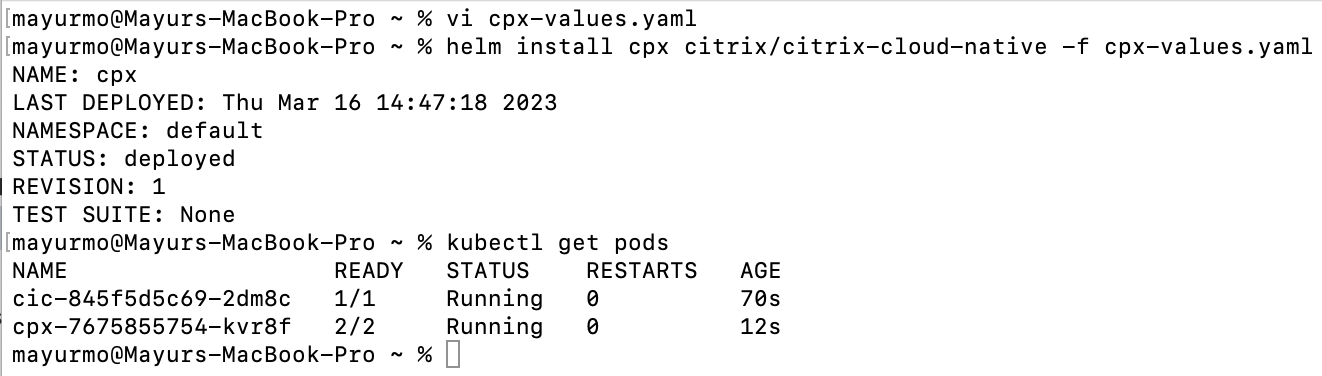 [mayurmo@Mayurs-MacBook-Pro ~ % vi cpx-values.yaml
[mayurmo@Mayurs-MacBook-Pro ~ % helm install cpx citrix/citrix-cloud-native -f cpx-values.yaml
NAME: cpx
LAST DEPLOYED: Thu Mar 16 14:47:18 2023
NAMESPACE: default
STATUS: deployed
REVISION: 1
TEST SUITE: None
[mayurmo@Mayurs-MacBook-Pro ~ % kubectl get pods
NAME                   READY   STATUS    RESTARTS   AGE
cic-845f5d5c69-2dm8c   1/1     Running   0          70s
cpx-7675855754-kvr8f   2/2     Running   0          12s
mayurmo@Mayurs-MacBook-Pro ~ %